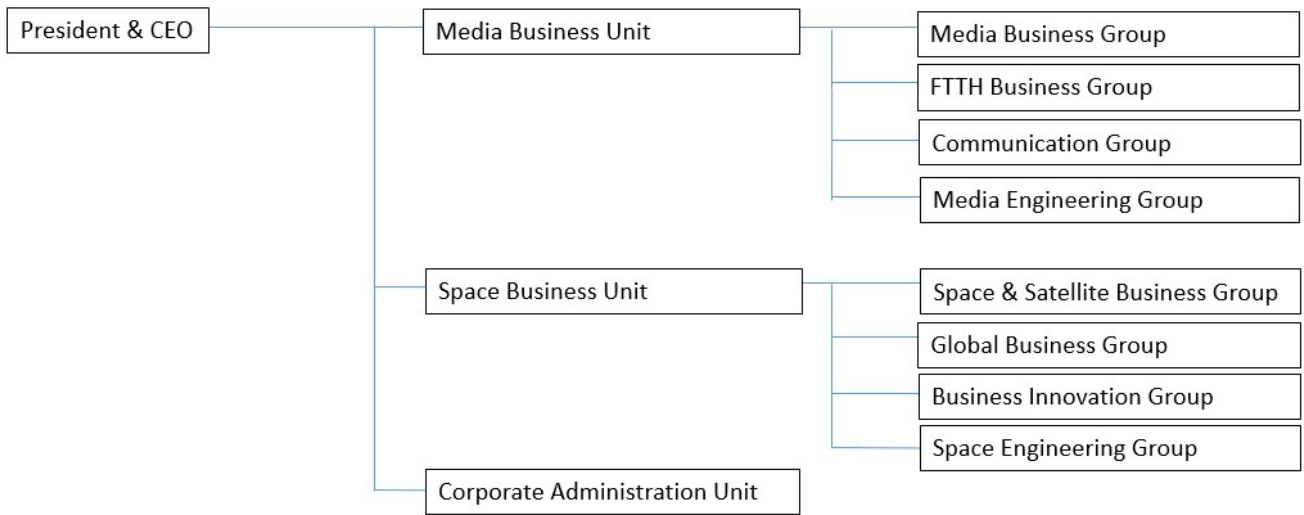 President & CEO
Media Business Unit
Media Business Group
FTTH Business Group
Communication Group
Media Engineering Group
Space Business Unit
Space & Satellite Business Group
Global Business Group
Business Innovation Group
Space Engineering Group
Corporate Administration Unit